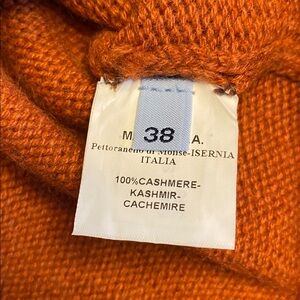 38
M. A.
Pettoranello di Molise-ISERNIA
ITALIA
100%CASHMERE-
KASHMIR-
CACHEMIRE